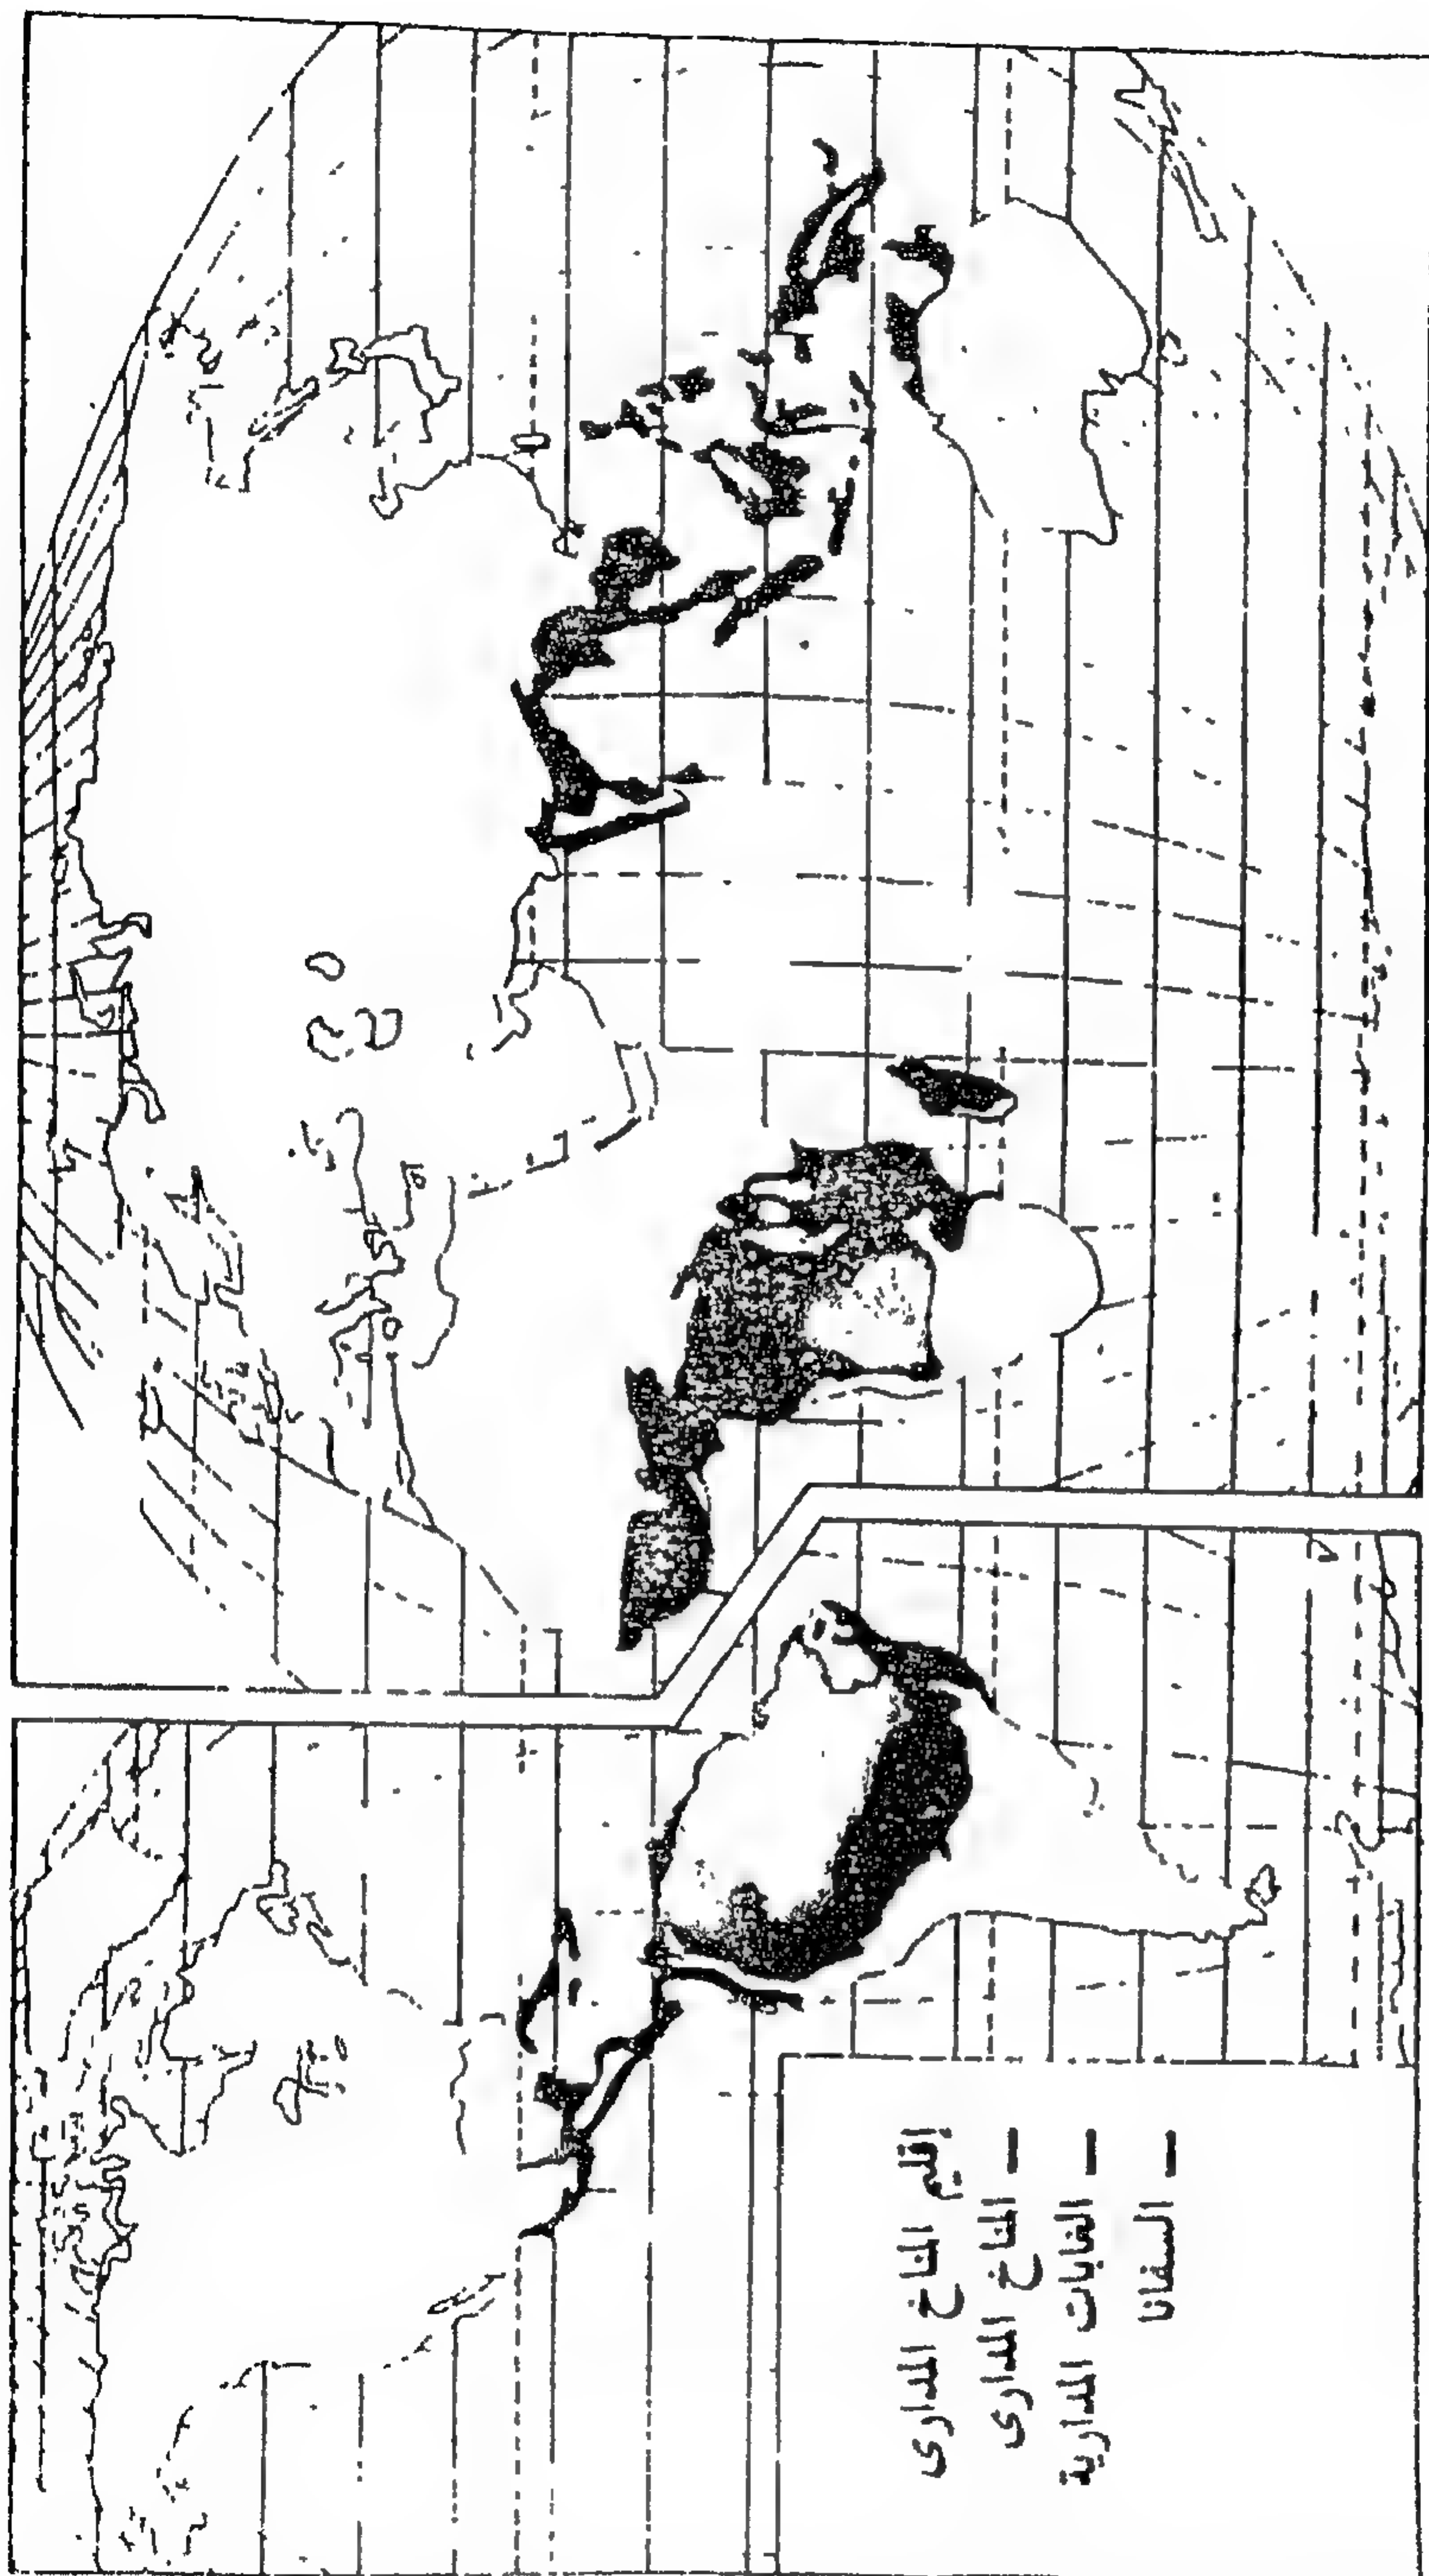 إقليم المناخ المدارى
– المناخ المدارى
– الغابات المدارية
– السفانا